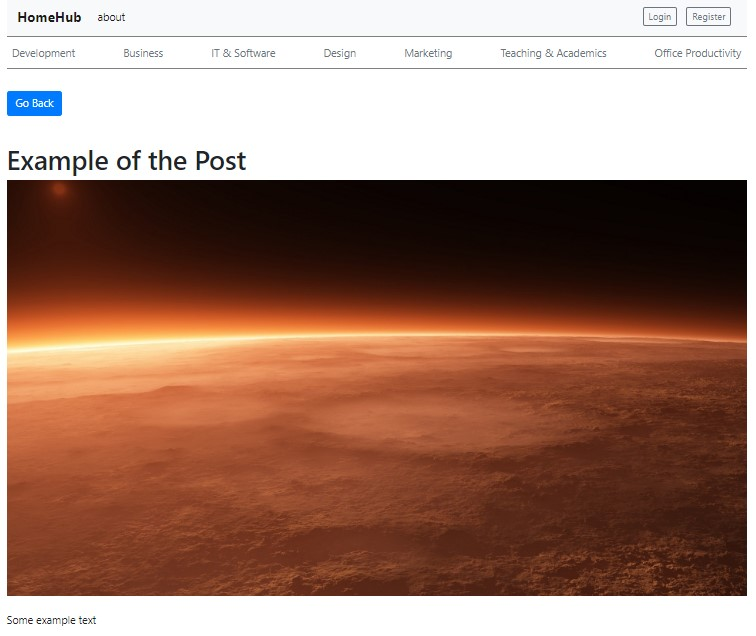 HomeHub about Login Register
Development Business IT & Software Design Marketing Teaching & Academics Office Productivity
Go Back
Example of the Post
Some example text